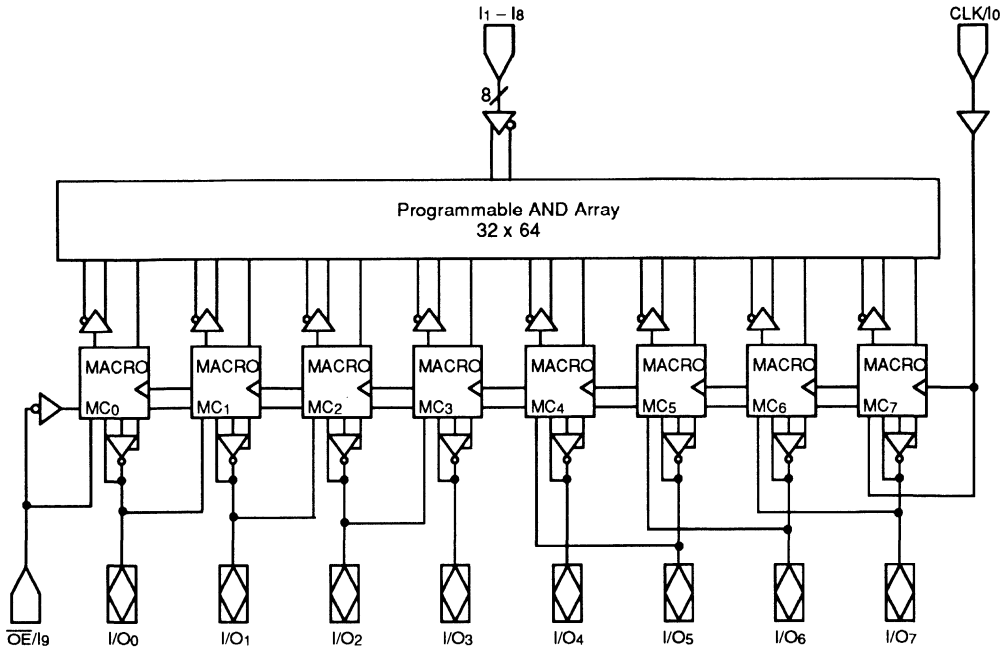 I₁ – I₈
CLK/I₀
8
Programmable AND Array
32 x 64
MACRO MACRO MACRO MACRO MACRO MACRO MACRO MACRO
MC₀ MC₁ MC₂ MC₃ MC₄ MC₅ MC₆ MC₇
O̅E̅/I₉ I/O₀ I/O₁ I/O₂ I/O₃ I/O₄ I/O₅ I/O₆ I/O₇